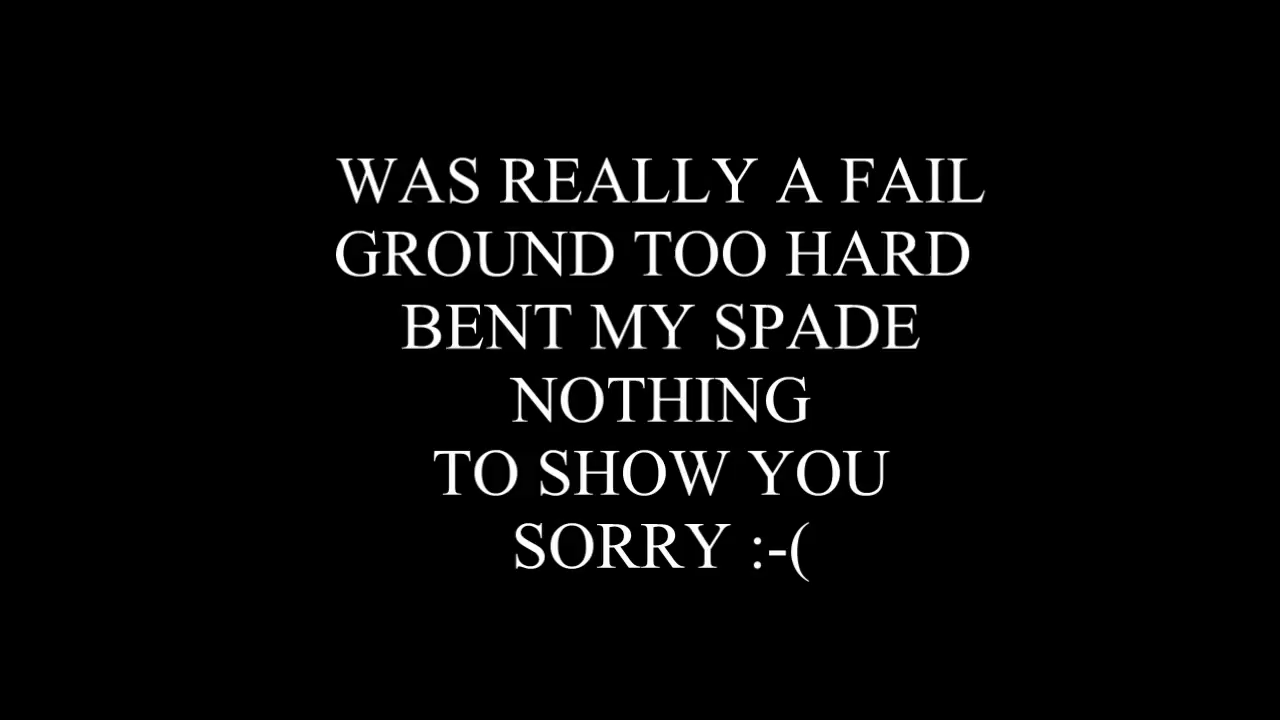 WAS REALLY A FAIL
GROUND TOO HARD
BENT MY SPADE
NOTHING
TO SHOW YOU
SORRY :-(